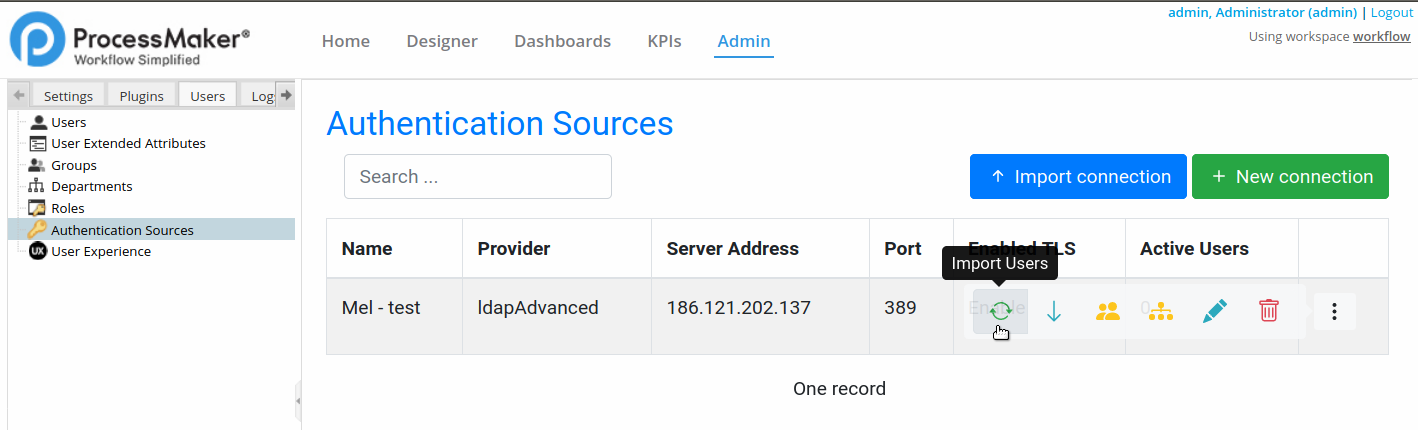 ProcessMaker®
Workflow Simplified
Home Designer Dashboards KPIs Admin
admin, Administrator (admin) | Logout
Using workspace workflow
Settings Plugins Users Log
Users
User Extended Attributes
Groups
Departments
Roles
Authentication Sources
UX User Experience
Authentication Sources
Search ...
Import connection
+ New connection
Name Provider Server Address Port Enabled TLS Active Users
Import Users
Mel - test ldapAdvanced 186.121.202.137 389 Enable 0
One record